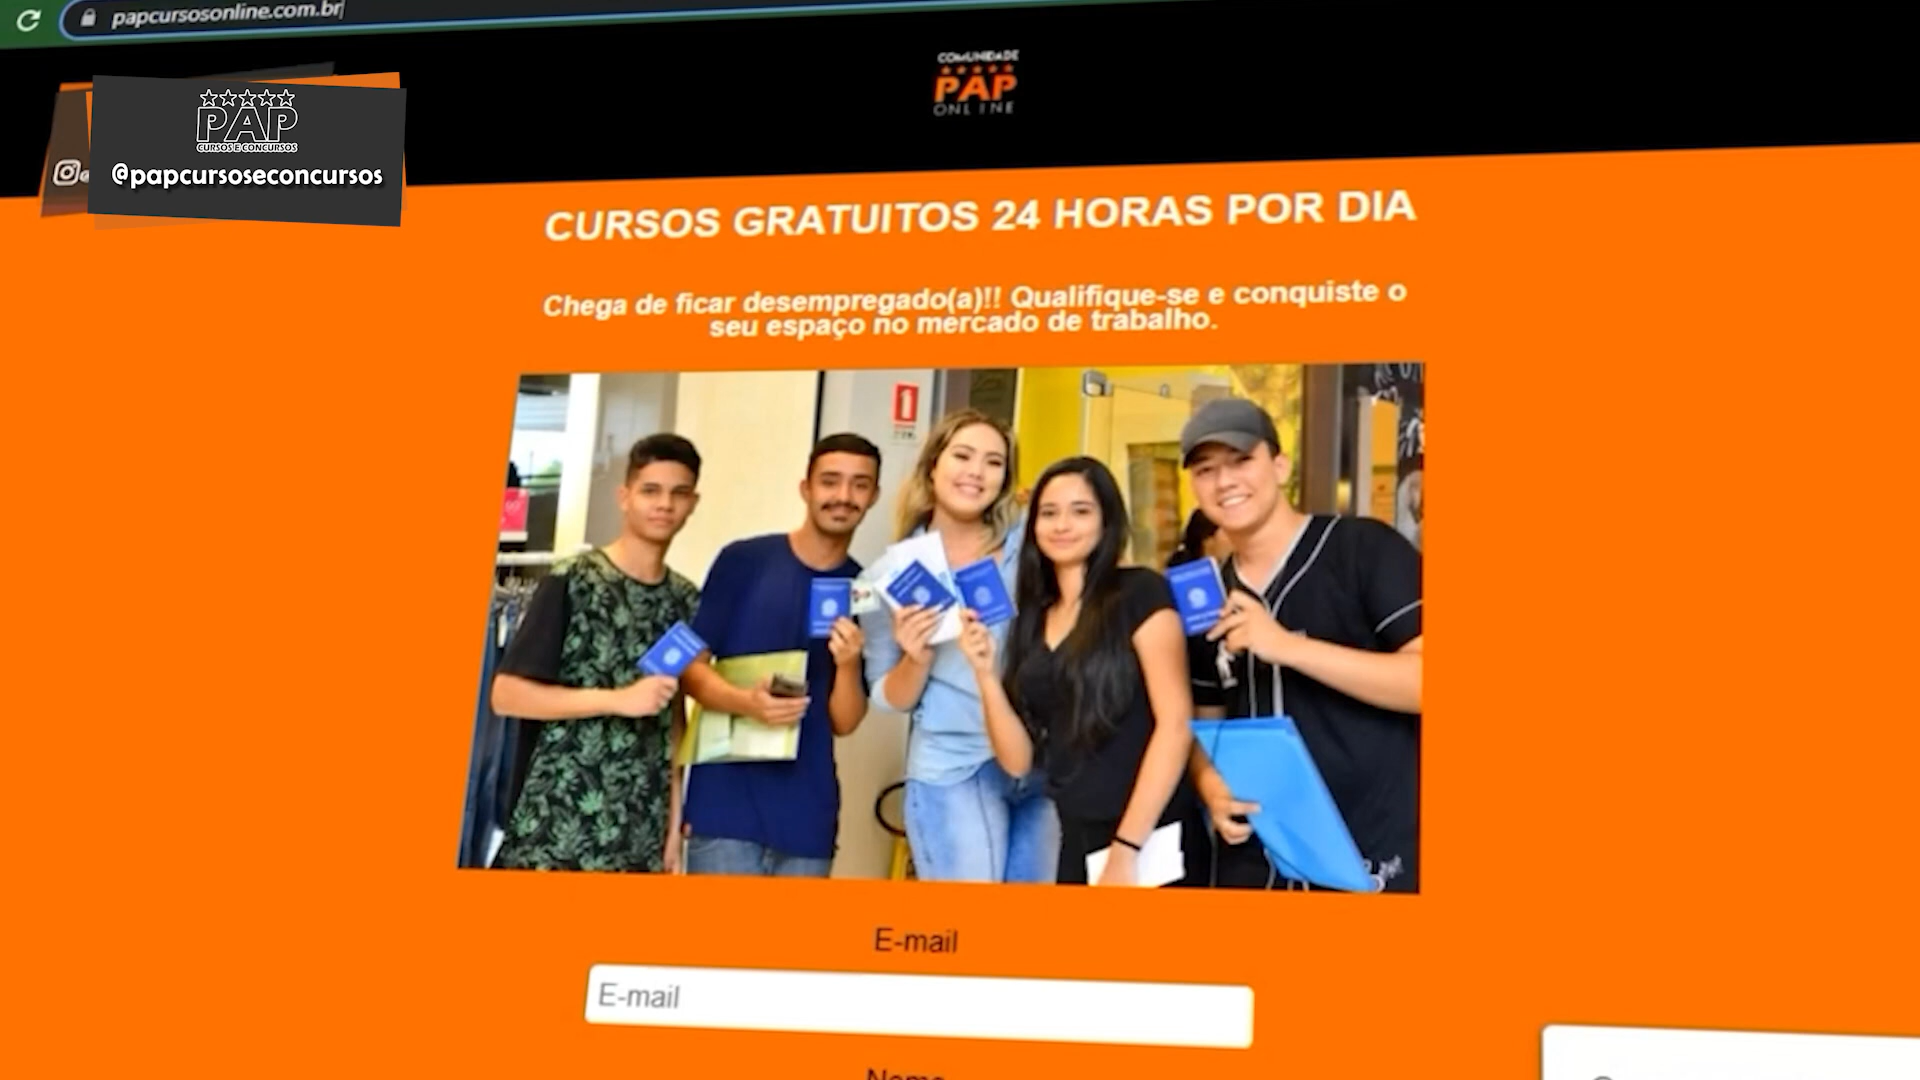 papcursosonline.com.br
COMUNIDADE
PAP
ONLINE
PAP
CURSOS E CONCURSOS
@papcursoseconcursos
CURSOS GRATUITOS 24 HORAS POR DIA
Chega de ficar desempregado(a)!! Qualifique-se e conquiste o
seu espaço no mercado de trabalho.
E-mail
E-mail
Nome